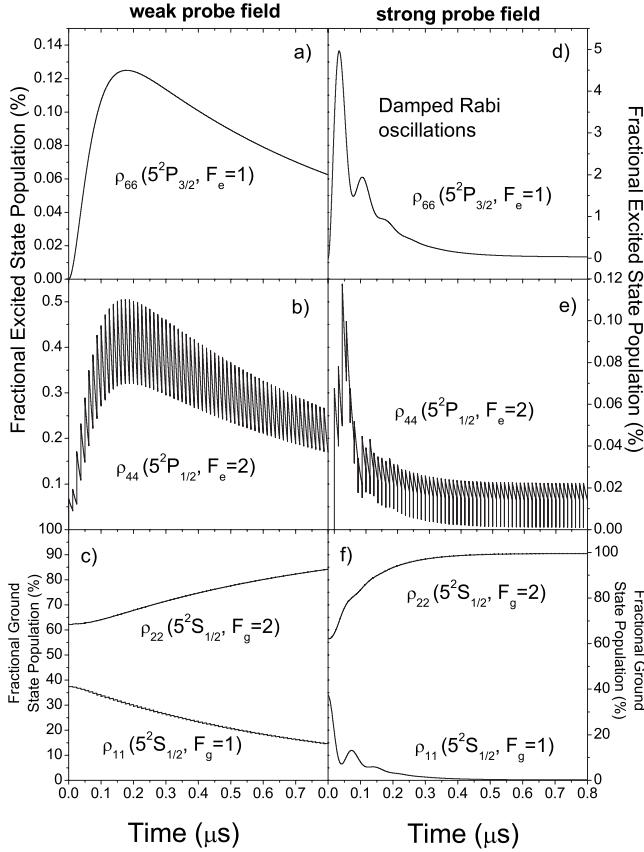 weak probe field
strong probe field
Fractional Excited State Population (%)
0.14
0.12
0.10
0.08
0.06
0.04
0.02
0.00
a)
ρ66 (5²P3/2, Fe=1)
d)
Damped Rabi
oscillations
ρ66 (5²P3/2, Fe=1)
5
4
3
2
1
0
Fractional Excited State Population (%)
0.5
0.4
0.3
0.2
0.1
b)
ρ44 (5²P1/2, Fe=2)
e)
ρ44 (5²P1/2, Fe=2)
0.12
0.10
0.08
0.06
0.04
0.02
0.00
Fractional Ground
State Population (%)
100
90
80
70
60
50
40
30
20
10
0
c)
ρ22 (5²S1/2, Fg=2)
ρ11 (5²S1/2, Fg=1)
f)
ρ22 (5²S1/2, Fg=2)
ρ11 (5²S1/2, Fg=1)
100
80
60
40
20
0
Fractional Ground
State Population (%)
0.0 0.1 0.2 0.3 0.4 0.5 0.6 0.7 0.0 0.1 0.2 0.3 0.4 0.5 0.6 0.7 0.8
Time (μs)
Time (μs)